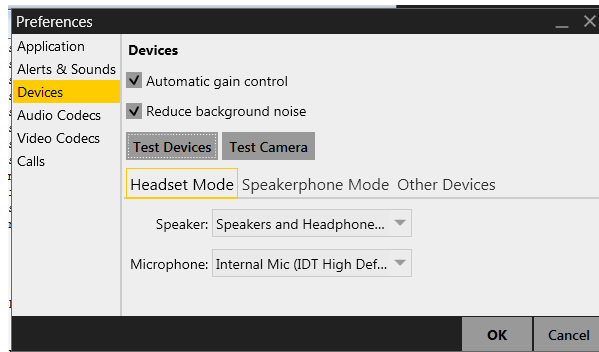 Preferences
Application
Alerts & Sounds
Devices
Audio Codecs
Video Codecs
Calls
Devices
Automatic gain control
Reduce background noise
Test Devices Test Camera
Headset Mode Speakerphone Mode Other Devices
Speaker: Speakers and Headphone...
Microphone: Internal Mic (IDT High Def...
OK Cancel